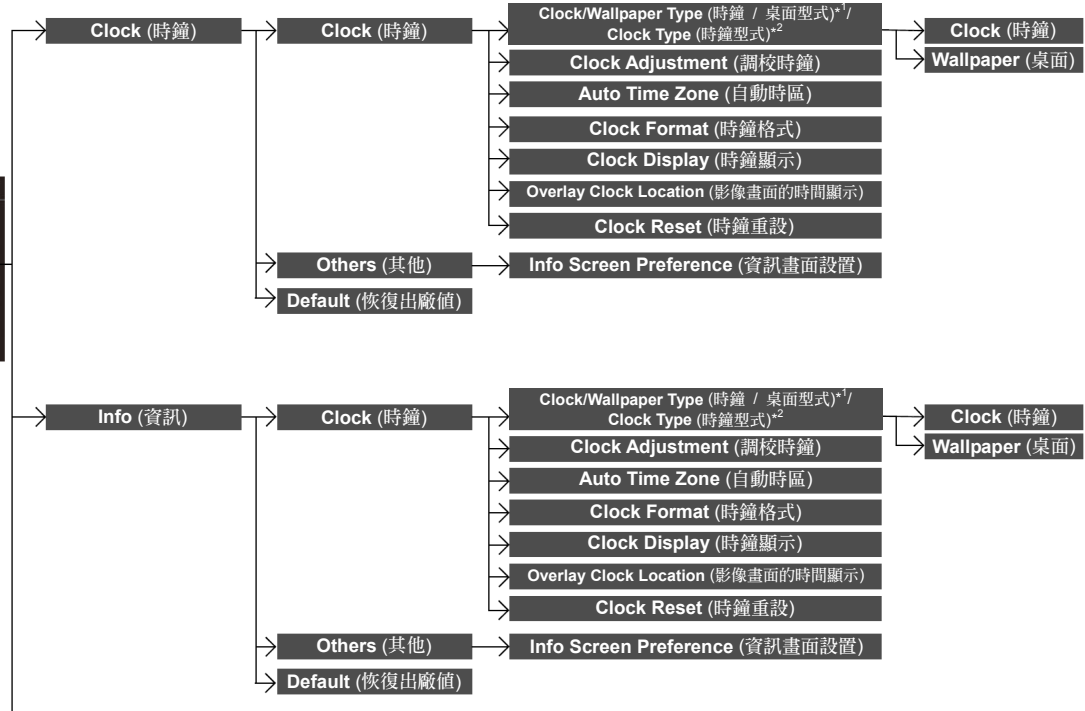 Clock (時鐘)
Clock (時鐘)
Clock/Wallpaper Type (時鐘 / 桌面型式)*1/
Clock Type (時鐘型式)*2
Clock (時鐘)
Wallpaper (桌面)
Clock Adjustment (調校時鐘)
Auto Time Zone (自動時區)
Clock Format (時鐘格式)
Clock Display (時鐘顯示)
Overlay Clock Location (影像畫面的時間顯示)
Clock Reset (時鐘重設)
Others (其他)
Info Screen Preference (資訊畫面設置)
Default (恢復出廠值)
Info (資訊)
Clock (時鐘)
Clock/Wallpaper Type (時鐘 / 桌面型式)*1/
Clock Type (時鐘型式)*2
Clock (時鐘)
Wallpaper (桌面)
Clock Adjustment (調校時鐘)
Auto Time Zone (自動時區)
Clock Format (時鐘格式)
Clock Display (時鐘顯示)
Overlay Clock Location (影像畫面的時間顯示)
Clock Reset (時鐘重設)
Others (其他)
Info Screen Preference (資訊畫面設置)
Default (恢復出廠值)